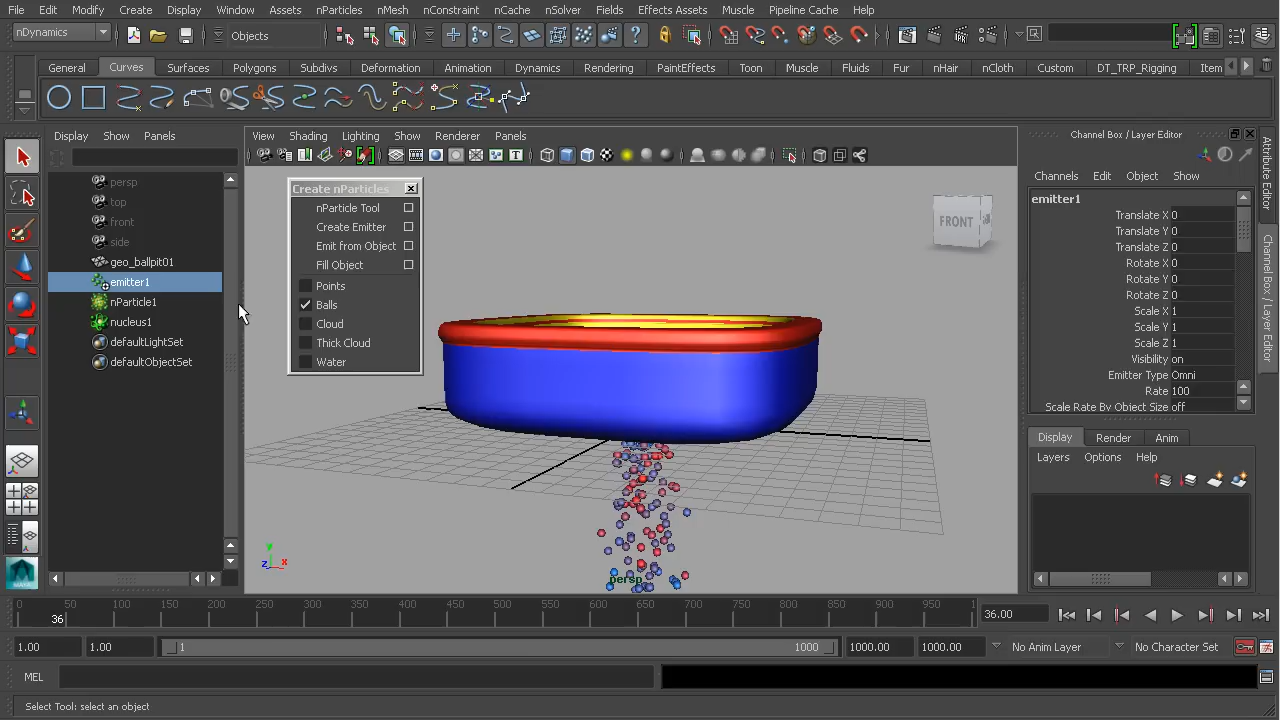 File Edit Modify Create Display Window Assets nParticles nMesh nConstraint nCache nSolver Fields Effects Assets Muscle Pipeline Cache Help
nDynamics Objects
General Curves Surfaces Polygons Subdivs Deformation Animation Dynamics Rendering PaintEffects Toon Muscle Fluids Fur nHair nCloth Custom DT_TRP_Rigging Item
Display Show Panels
View Shading Lighting Show Renderer Panels
Channel Box / Layer Editor
Channels Edit Object Show
persp
top
front
side
geo_ballpit01
emitter1
nParticle1
nucleus1
defaultLightSet
defaultObjectSet
Create nParticles
nParticle Tool
Create Emitter
Emit from Object
Fill Object
Points
Balls
Cloud
Thick Cloud
Water
FRONT
persp
y
z x
emitter1
Translate X 0
Translate Y 0
Translate Z 0
Rotate X 0
Rotate Y 0
Rotate Z 0
Scale X 1
Scale Y 1
Scale Z 1
Visibility on
Emitter Type Omni
Rate 100
Scale Rate By Object Size off
Attribute Editor
Channel Box / Layer Editor
Display Render Anim
Layers Options Help
0 50 100 150 200 250 300 350 400 450 500 550 600 650 700 750 800 850 900 950 1
36
36.00
1.00 1.00 1 1000 1000.00 1000.00 No Anim Layer No Character Set
MEL
Select Tool: select an object